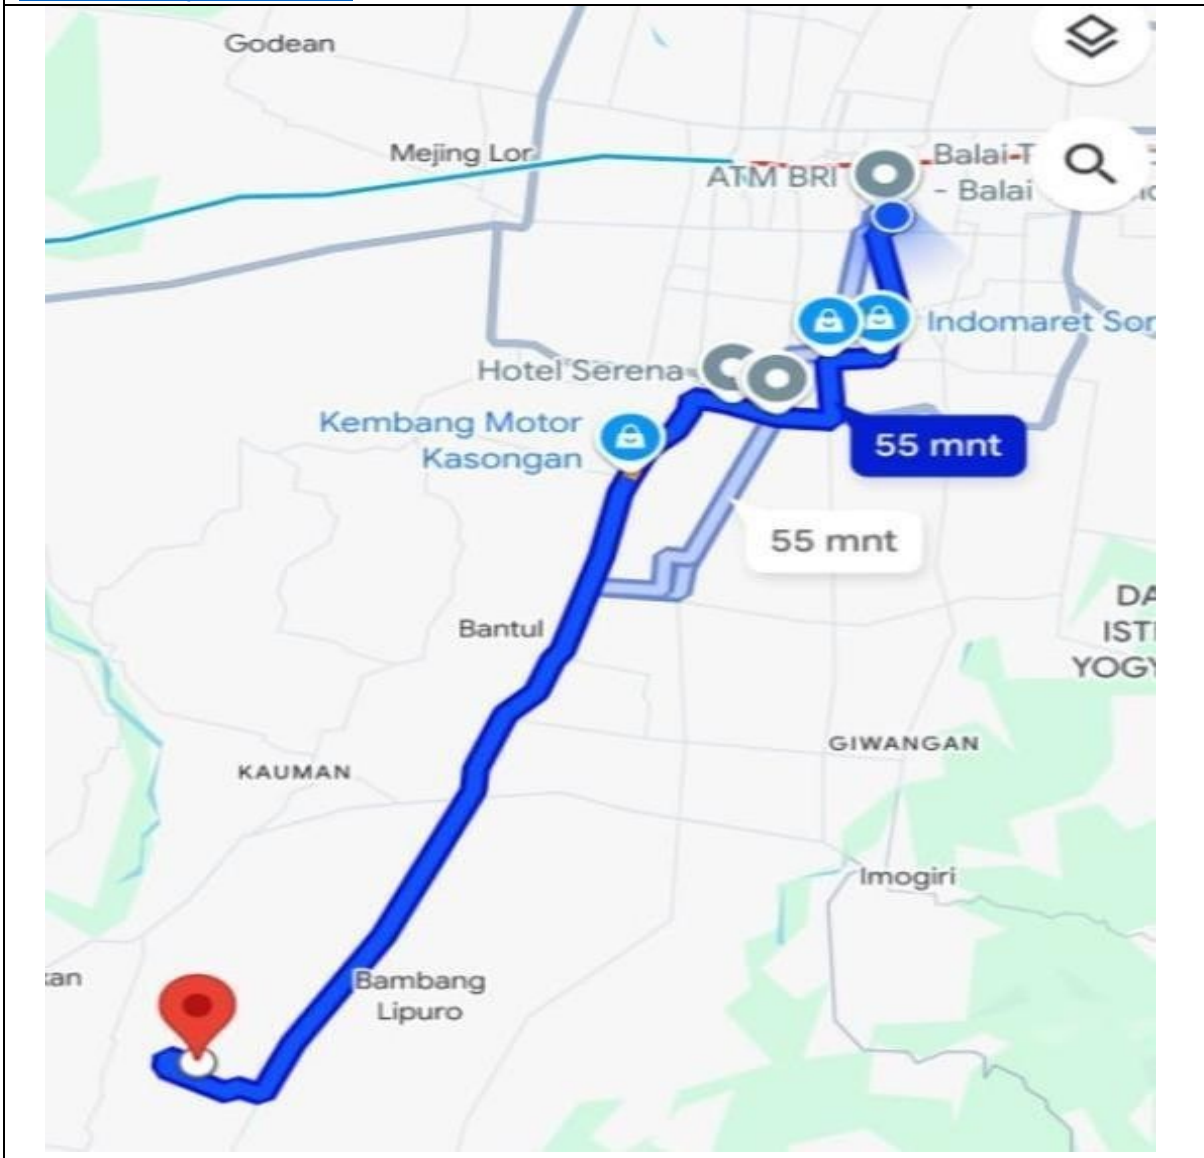 Godean
Mejing Lor
ATM BRI
Balai
- Balai
Indomaret
Hotel Serena
Kembang Motor
Kasongan
55 mnt
55 mnt
Bantul
GIWANGAN
KAUMAN
Imogiri
Bambang
Lipuro